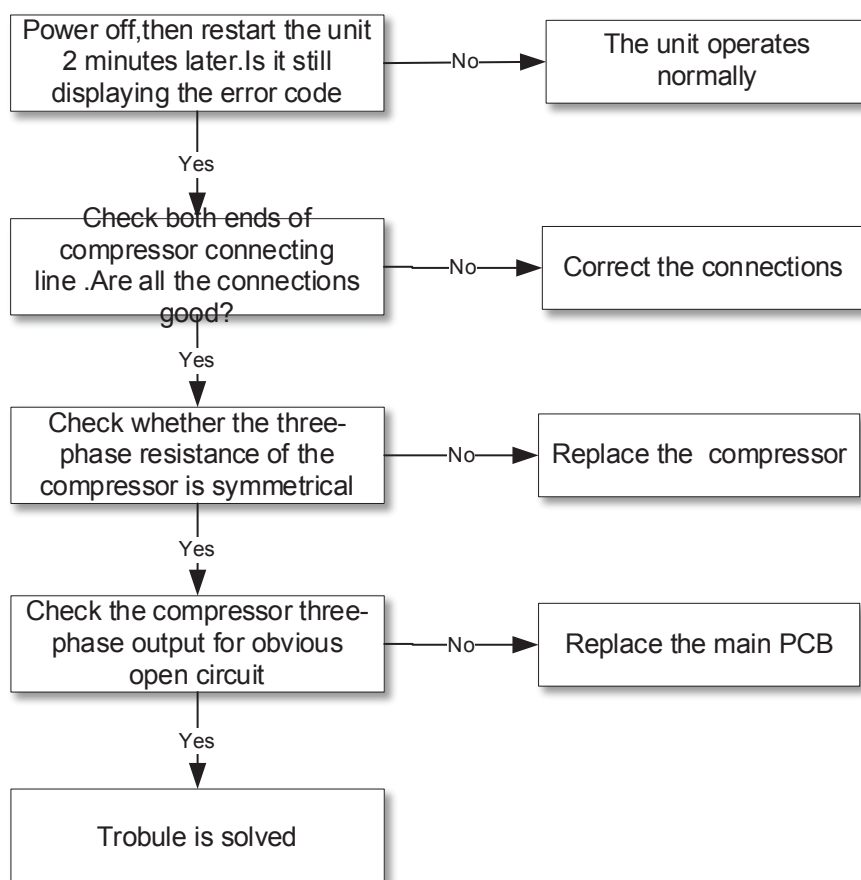 Power off,then restart the unit
2 minutes later.Is it still
displaying the error code
No
The unit operates
normally
Yes
Check both ends of
compressor connecting
line .Are all the connections
good?
No
Correct the connections
Yes
Check whether the three-
phase resistance of the
compressor is symmetrical
No
Replace the compressor
Yes
Check the compressor three-
phase output for obvious
open circuit
No
Replace the main PCB
Yes
Trobule is solved